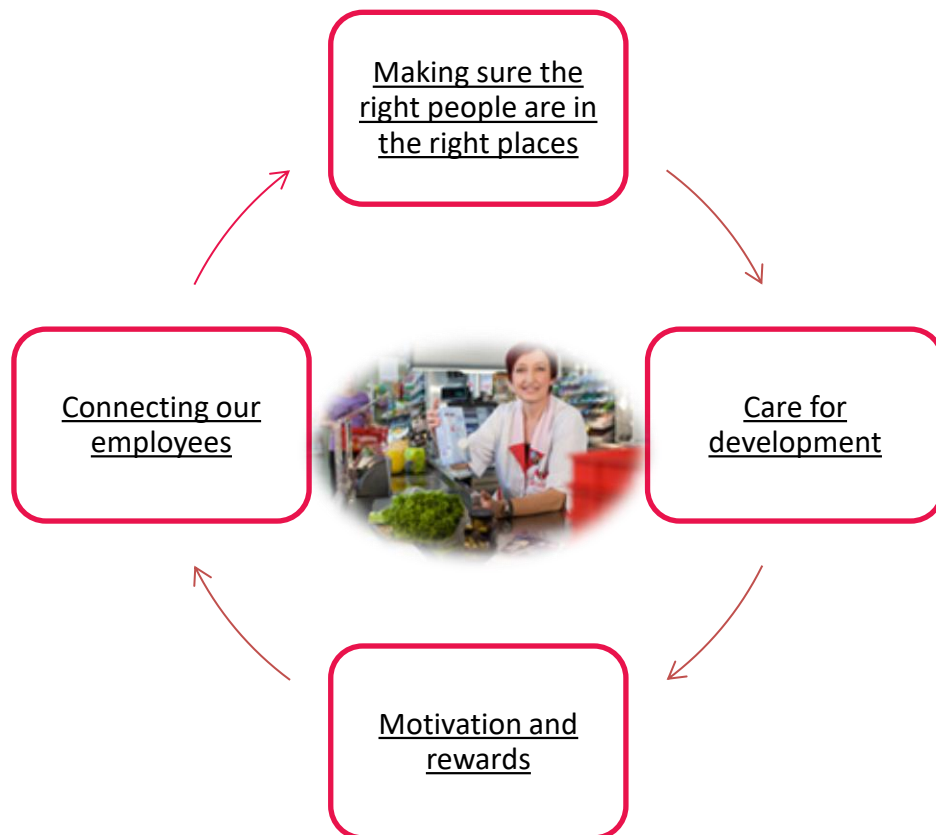 Making sure the
right people are in
the right places
Connecting our
employees
Care for
development
Motivation and
rewards